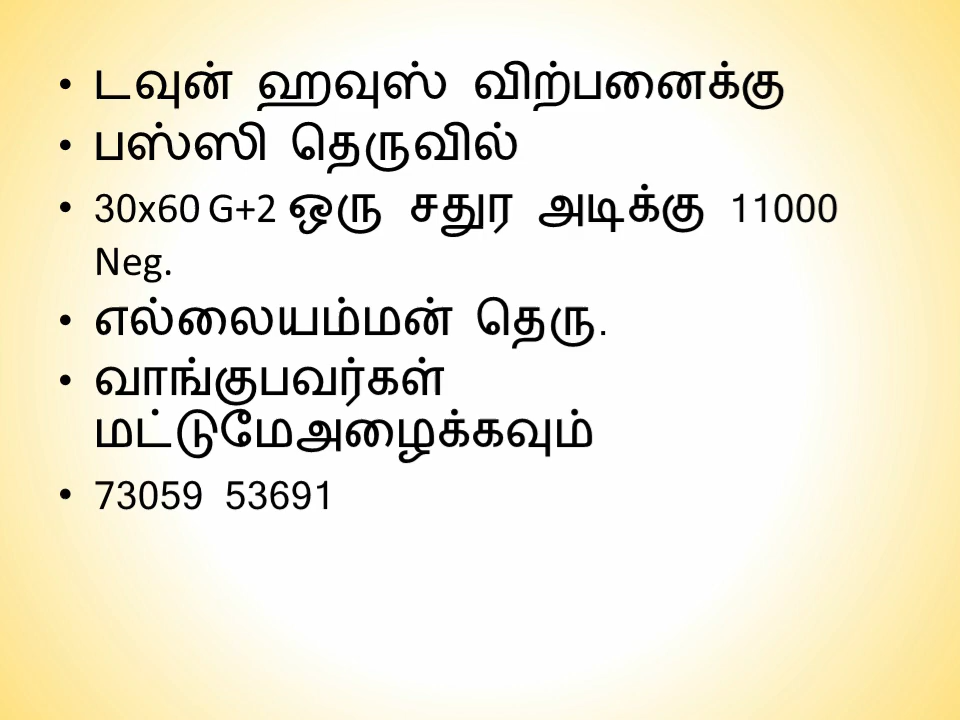 • டவுன் ஹவுஸ் விற்பனைக்கு
• பஸ்ஸி தெருவில்
• 30x60 G+2 ஒரு சதுர அடிக்கு 11000
Neg.
• எல்லையம்மன் தெரு.
• வாங்குபவர்கள்
மட்டுமேஅழைக்கவும்
• 73059 53691